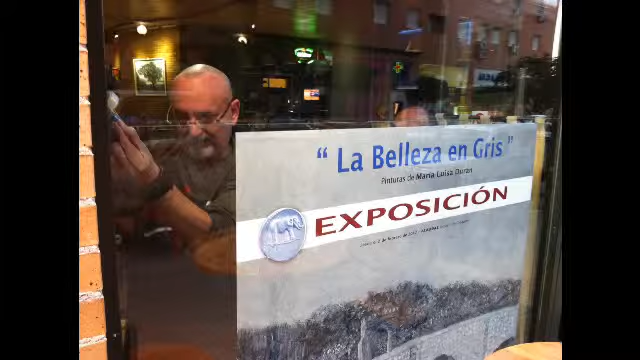 “ La Belleza en Gris ”
Pinturas de María Luisa Durán
EXPOSICIÓN